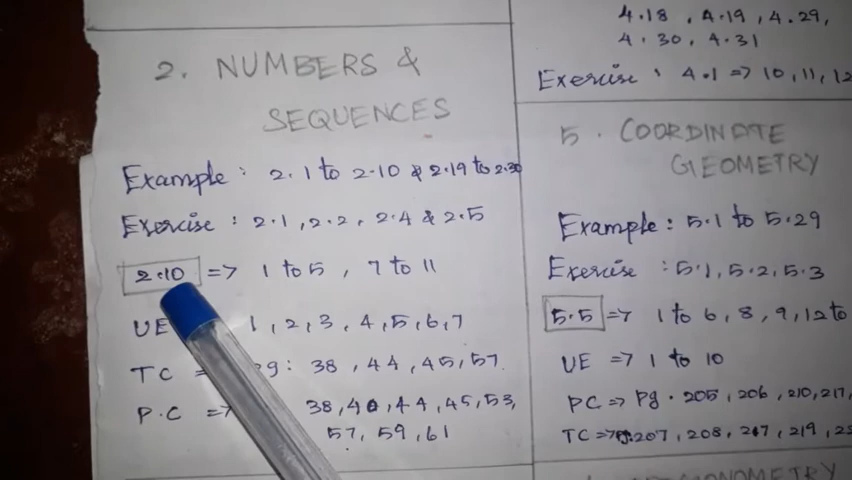 2. NUMBERS &
SEQUENCES
Example : 2.1 to 2.10 & 2.19 to 2.30
Exercise : 2.1, 2.2, 2.4 & 2.5
2.10 => 1 to 5, 7 to 11
UE 1, 2, 3, 4, 5, 6, 7
TC = g: 38, 44, 45, 57
P.C => 38, 40, 44, 45, 53,
57, 59, 61
4.18, 4.19, 4.29,
4.30, 4.31
Exercise : 4.1 => 10, 11, 12
5. COORDINATE
GEOMETRY
Example : 5.1 to 5.29
Exercise : 5.1, 5.2, 5.3
5.5 => 1 to 6, 8, 9, 12 to
UE => 1 to 10
PC => Pg. 205, 206, 210, 217,
TC => 207, 208, 217, 219,